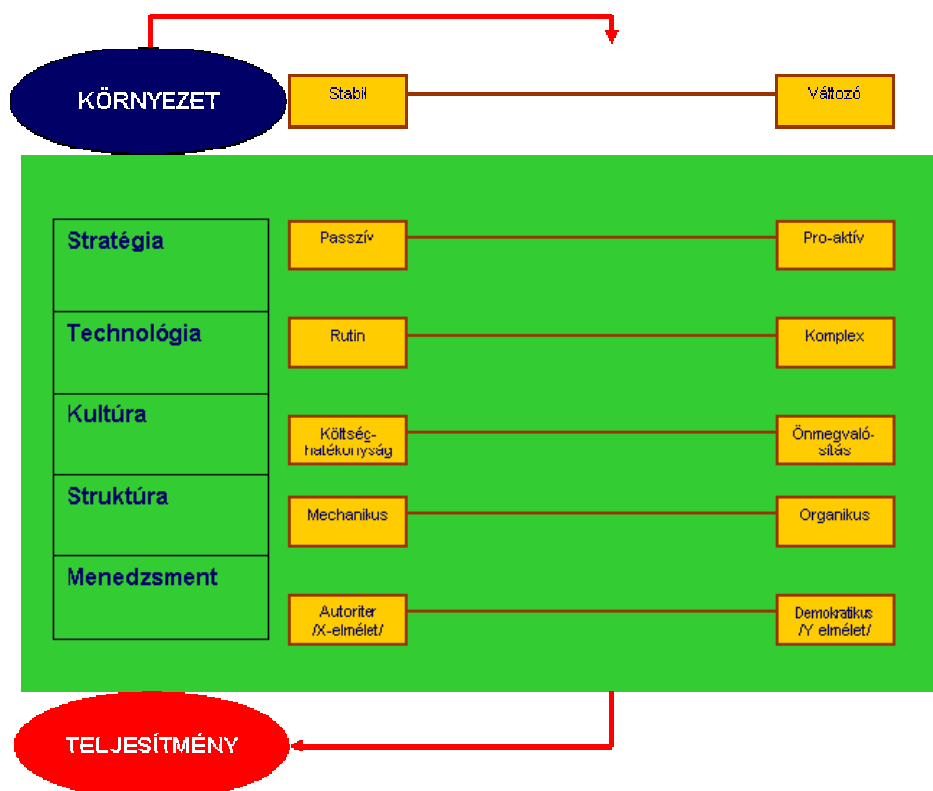 KÖRNYEZET
Stabil
Változó
Stratégia
Passzív
Pro-aktív
Technológia
Rutin
Komplex
Kultúra
Költség-
hatékonyság
Önmegvaló-
sítás
Struktúra
Mechanikus
Organikus
Menedzsment
Autoriter
/X-elmélet/
Demokratikus
/Y elmélet/
TELJESÍTMÉNY